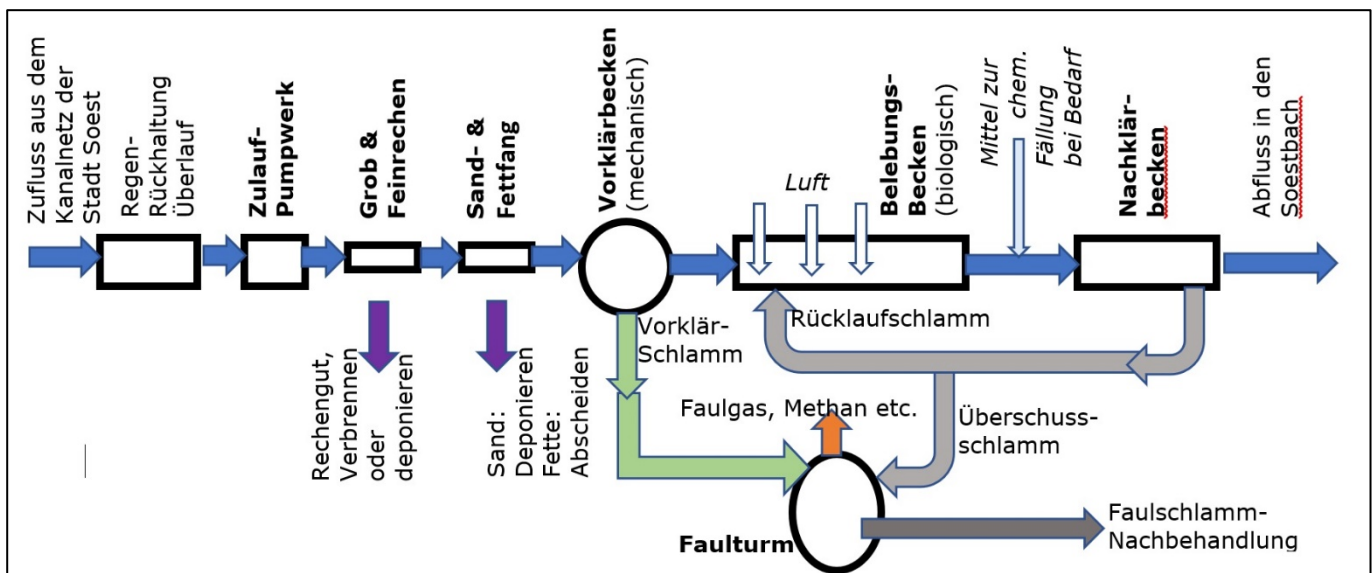 Zufluss aus dem
Kanalnetz der
Stadt Soest
Regen-
Rückhaltung
Überlauf
Zulauf-
Pumpwerk
Grob &
Feinrechen
Sand- &
Fettfang
Vorklärbecken
(mechanisch)
Luft
Belebungs-
Becken
(biologisch)
Mittel zur
chem.
Fällung
bei Bedarf
Nachklär-
becken
Abfluss in den
Soestbach
Rechengut,
Verbrennen
oder
deponieren
Sand:
Deponieren
Fette:
Abscheiden
Vorklär-
Schlamm
Rücklaufschlamm
Faulgas, Methan etc.
Überschuss-
schlamm
Faulturm
Faulschlamm-
Nachbehandlung